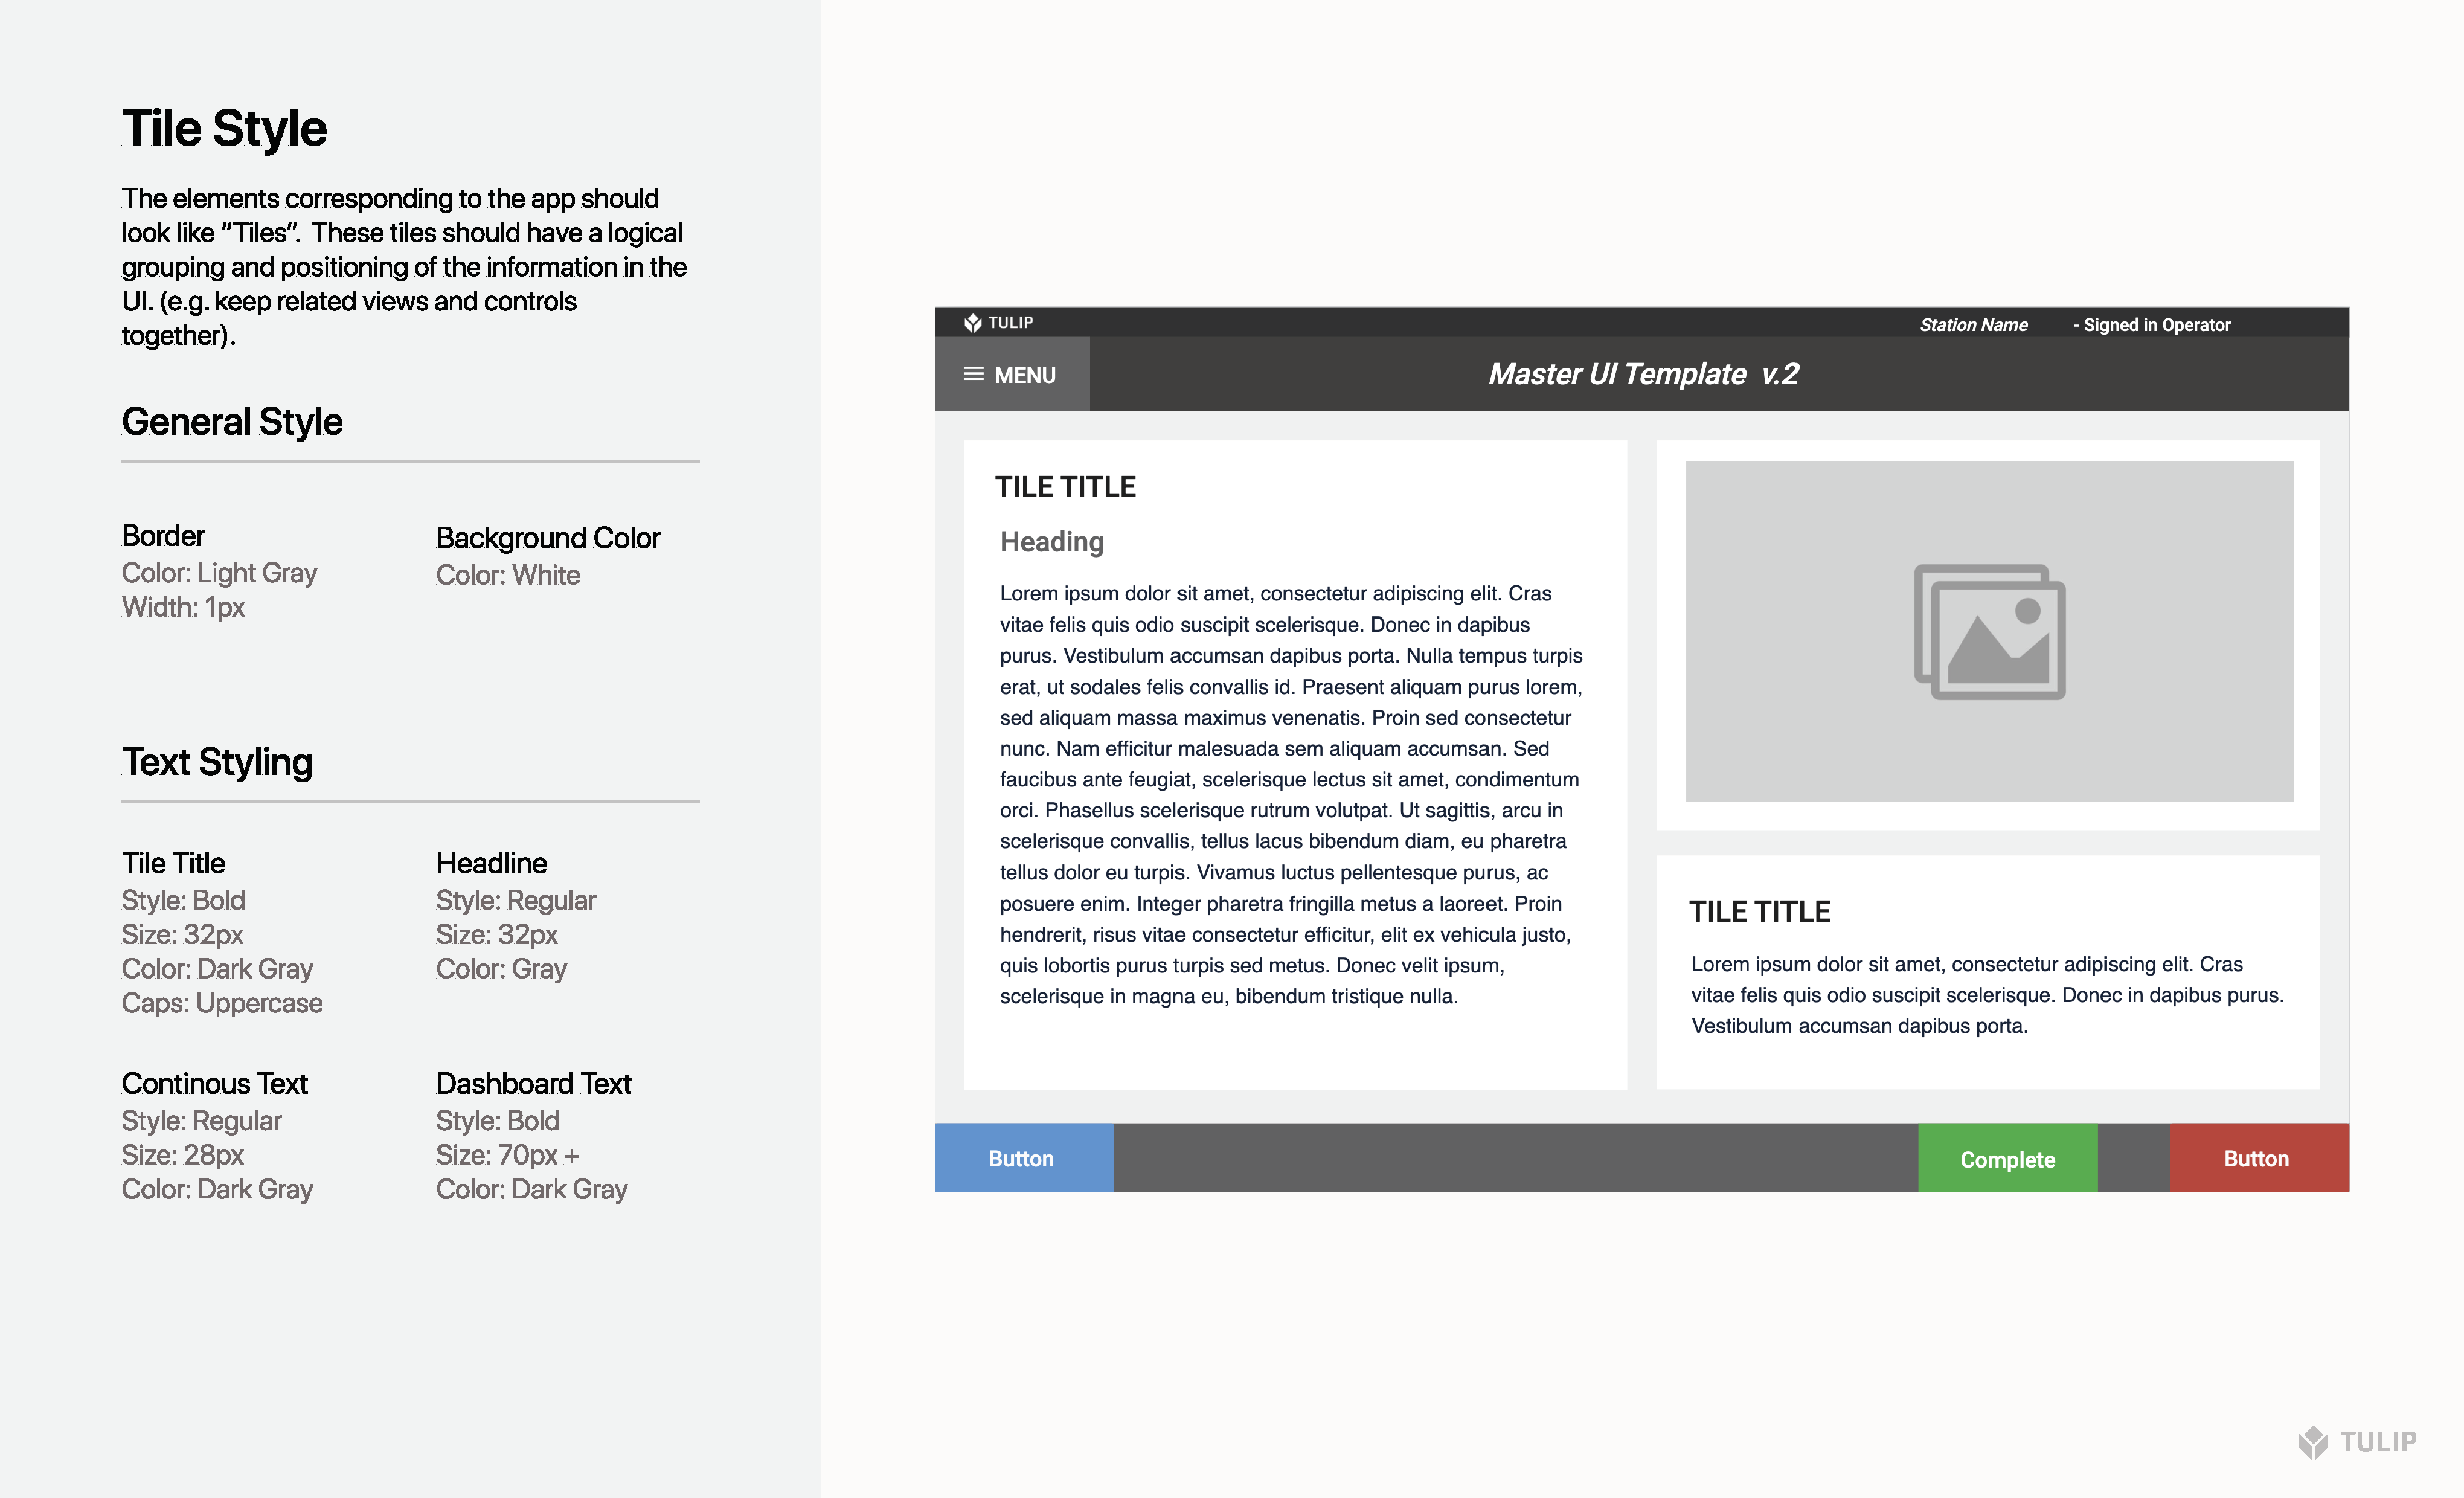 Tile Style
The elements corresponding to the app should
look like “Tiles”.  These tiles should have a logical
grouping and positioning of the information in the
UI. (e.g. keep related views and controls
together).
General Style
Border
Color: Light Gray
Width: 1px
Background Color
Color: White
Text Styling
Tile Title
Style: Bold
Size: 32px
Color: Dark Gray
Caps: Uppercase
Headline
Style: Regular
Size: 32px
Color: Gray
Continous Text
Style: Regular
Size: 28px
Color: Dark Gray
Dashboard Text
Style: Bold
Size: 70px +
Color: Dark Gray
TULIP
Station Name - Signed in Operator
MENU
Master UI Template v.2
TILE TITLE
Heading
Lorem ipsum dolor sit amet, consectetur adipiscing elit. Cras
vitae felis quis odio suscipit scelerisque. Donec in dapibus
purus. Vestibulum accumsan dapibus porta. Nulla tempus turpis
erat, ut sodales felis convallis id. Praesent aliquam purus lorem,
sed aliquam massa maximus venenatis. Proin sed consectetur
nunc. Nam efficitur malesuada sem aliquam accumsan. Sed
faucibus ante feugiat, scelerisque lectus sit amet, condimentum
orci. Phasellus scelerisque rutrum volutpat. Ut sagittis, arcu in
scelerisque convallis, tellus lacus bibendum diam, eu pharetra
tellus dolor eu turpis. Vivamus luctus pellentesque purus, ac
posuere enim. Integer pharetra fringilla metus a laoreet. Proin
hendrerit, risus vitae consectetur efficitur, elit ex vehicula justo,
quis lobortis purus turpis sed metus. Donec velit ipsum,
scelerisque in magna eu, bibendum tristique nulla.
TILE TITLE
Lorem ipsum dolor sit amet, consectetur adipiscing elit. Cras
vitae felis quis odio suscipit scelerisque. Donec in dapibus purus.
Vestibulum accumsan dapibus porta.
Button
Complete
Button
TULIP